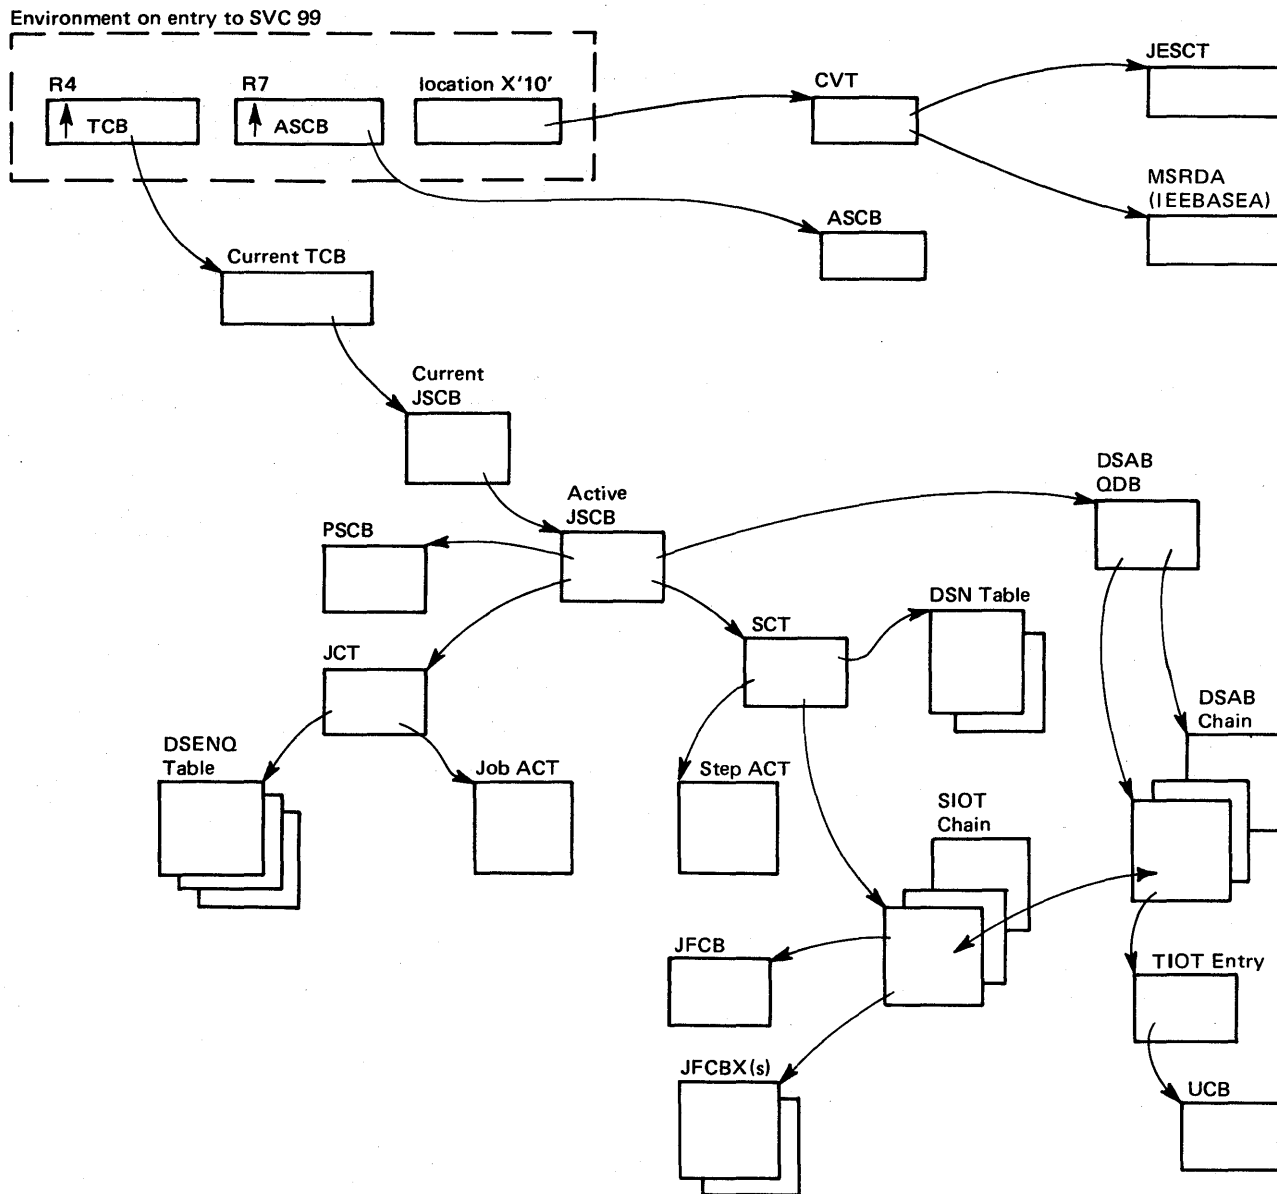 Environment on entry to SVC 99
R4
TCB
R7
ASCB
location X'10'
CVT
JESCT
MSRDA
(IEEBASEA)
ASCB
Current TCB
Current
JSCB
Active
JSCB
DSAB
QDB
PSCB
DSN Table
SCT
JCT
DSAB
Chain
DSENQ
Table
Job ACT
Step ACT
SIOT
Chain
JFCB
TIOT Entry
JFCBX(s)
UCB